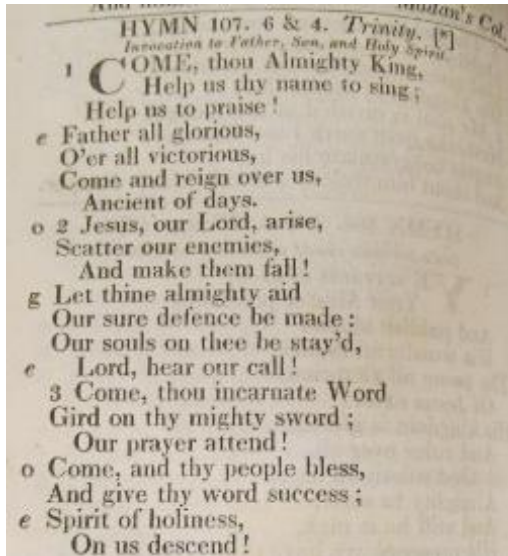 Madan's Col.
HYMN 107. 6 & 4. Trinity. [*]
Invocation to Father, Son, and Holy Spirit.
1 COME, thou Almighty King,
Help us thy name to sing;
Help us to praise!
e Father all glorious,
O'er all victorious,
Come and reign over us,
Ancient of days.
o 2 Jesus, our Lord, arise,
Scatter our enemies,
And make them fall!
g Let thine almighty aid
Our sure defence be made:
Our souls on thee be stay'd,
e Lord, hear our call!
3 Come, thou incarnate Word
Gird on thy mighty sword;
Our prayer attend!
o Come, and thy people bless,
And give thy word success;
e Spirit of holiness,
On us descend!